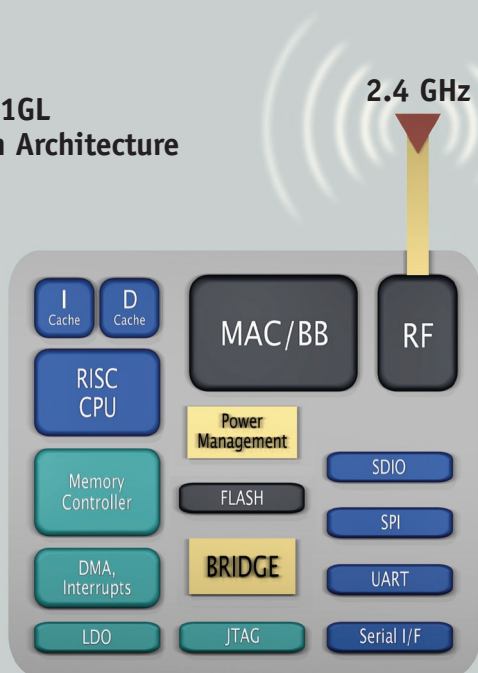 1GL
Architecture
2.4 GHz
I
Cache
D
Cache
MAC/BB
RF
RISC
CPU
Power
Management
Memory
Controller
FLASH
SDIO
SPI
DMA,
Interrupts
BRIDGE
UART
LDO
JTAG
Serial I/F